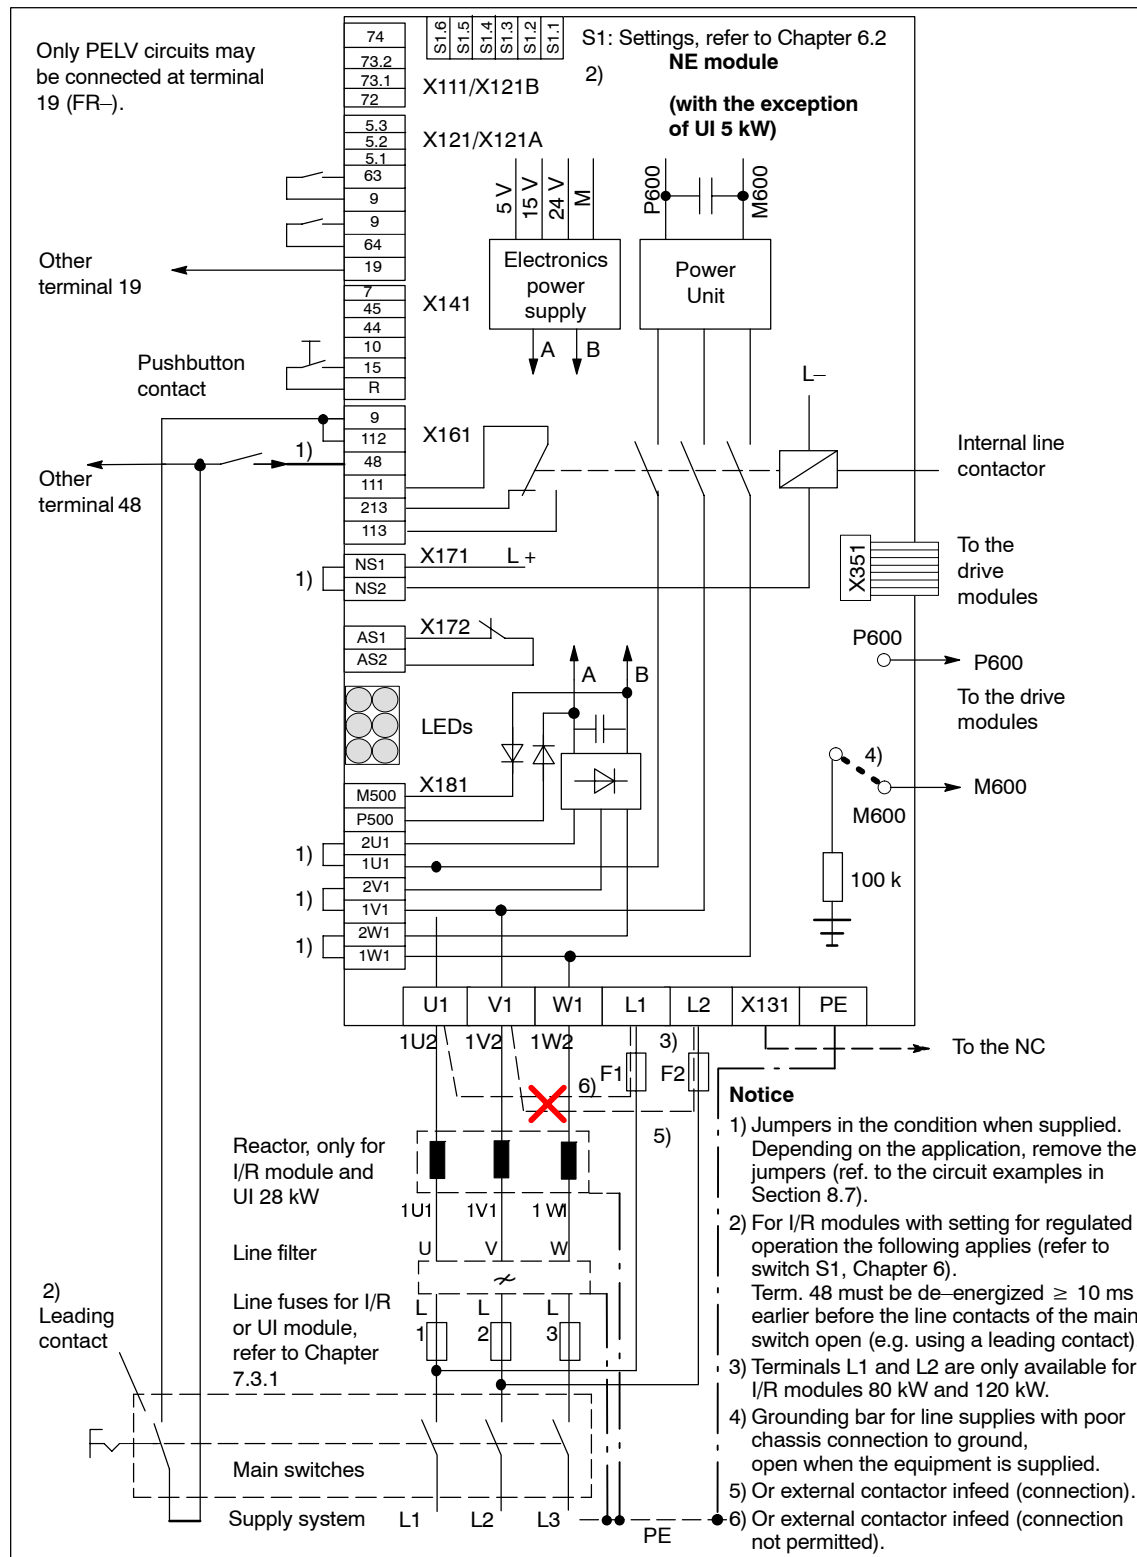 Only PELV circuits may
be connected at terminal
19 (FR–).
74
73.2
73.1
72
X111/X121B
S1.6
S1.5
S1.4
S1.3
S1.2
S1.1
S1: Settings, refer to Chapter 6.2
2)
NE module
(with the exception
of UI 5 kW)
5.3
5.2
5.1
63
9
9
64
19
X121/X121A
Other
terminal 19
5 V
15 V
24 V
M
P600
M600
Electronics
power
supply
Power
Unit
A
B
7
45
44
10
15
R
X141
Pushbutton
contact
L–
9
112
48
111
213
113
X161
1)
Other
terminal 48
Internal line
contactor
NS1
NS2
X171
L +
1)
X351
To the
drive
modules
AS1
AS2
X172
P600
P600
To the drive
modules
A
B
LEDs
4)
M600
M600
X181
M500
P500
2U1
1U1
2V1
1V1
2W1
1W1
1)
1)
1)
100 k
U1
V1
W1
L1
L2
X131
PE
1U2
1V2
1W2
3)
To the NC
F1
F2
6)
5)
Reactor, only for
I/R module and
UI 28 kW
1U1
1V1
1W1
Line filter
U
V
W
Line fuses for I/R
or UI module,
refer to Chapter
7.3.1
L
1
L
2
L
3
2)
Leading
contact
Main switches
Supply system
L1
L2
L3
PE
Notice
1) Jumpers in the condition when supplied.
Depending on the application, remove the
jumpers (ref. to the circuit examples in
Section 8.7).
2) For I/R modules with setting for regulated
operation the following applies (refer to
switch S1, Chapter 6).
Term. 48 must be de–energized ≥ 10 ms
earlier before the line contacts of the main
switch open (e.g. using a leading contact).
3) Terminals L1 and L2 are only available for
I/R modules 80 kW and 120 kW.
4) Grounding bar for line supplies with poor
chassis connection to ground,
open when the equipment is supplied.
5) Or external contactor infeed (connection).
6) Or external contactor infeed (connection
not permitted).